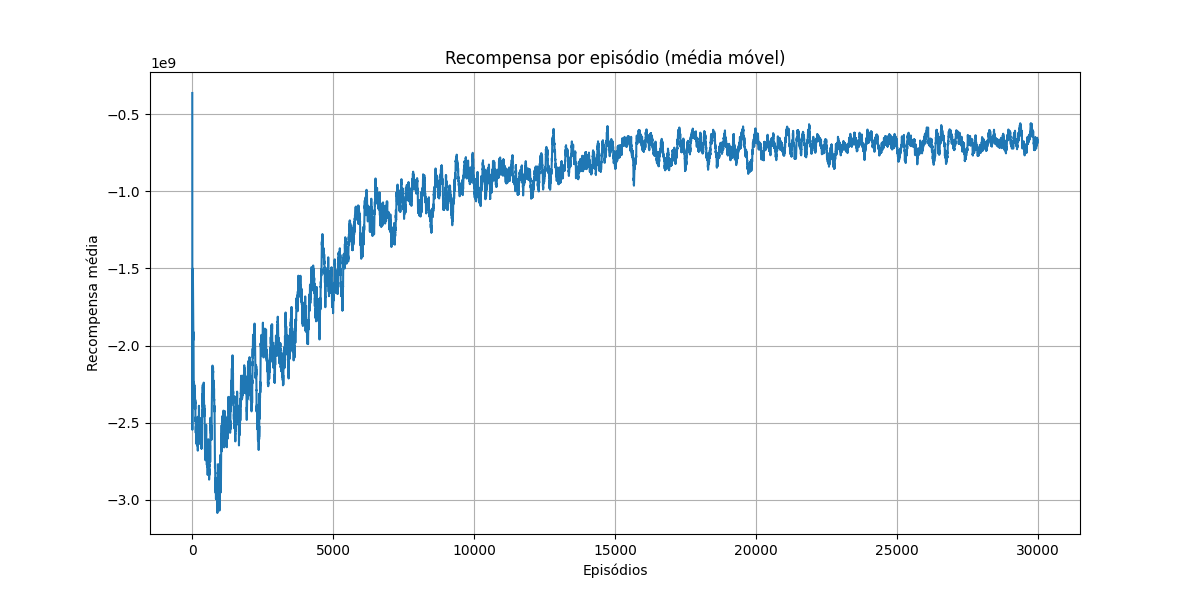 Recompensa por episódio (média móvel)
1e9
−0.5
−1.0
−1.5
−2.0
−2.5
−3.0
Recompensa média
0 5000 10000 15000 20000 25000 30000
Episódios